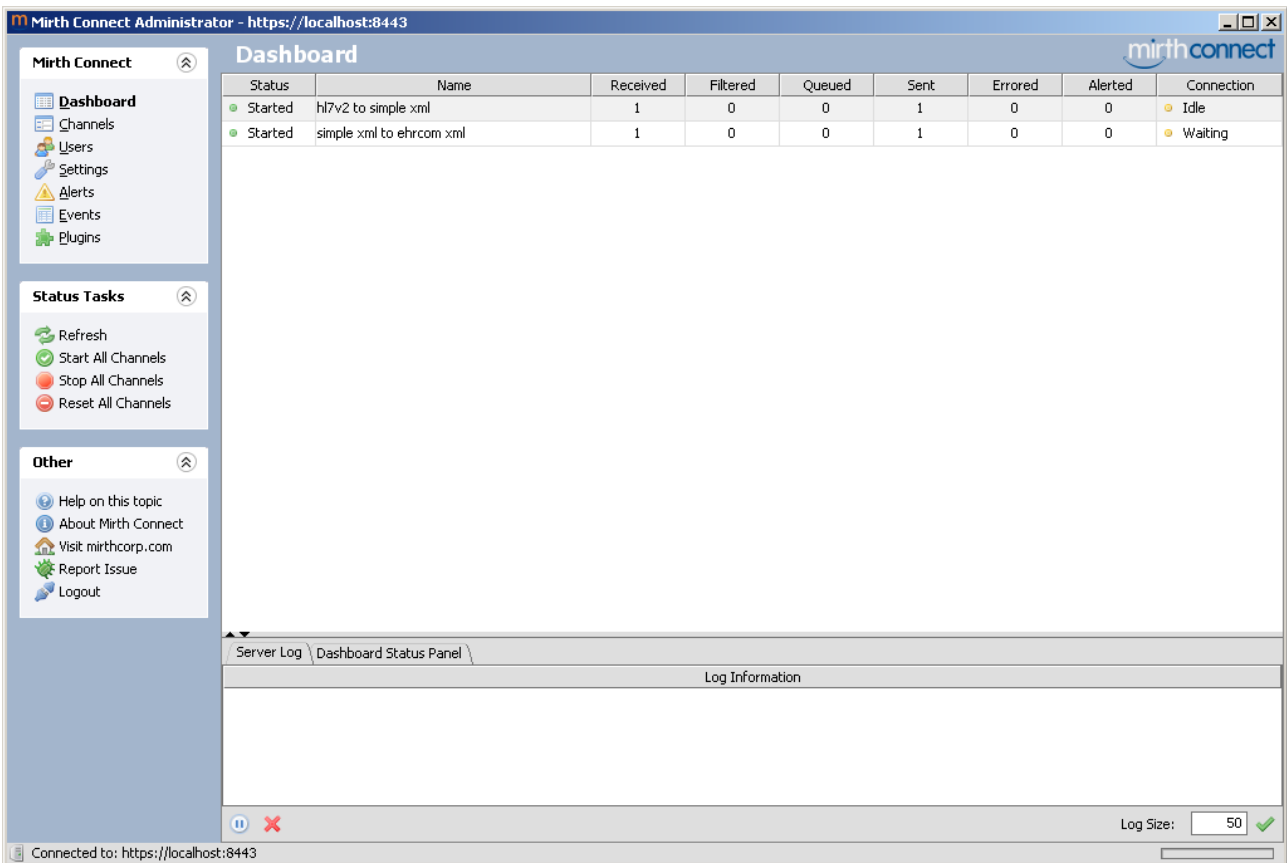 Mirth Connect Administrator - https://localhost:8443
Mirth Connect
Dashboard
Channels
Users
Settings
Alerts
Events
Plugins
Status Tasks
Refresh
Start All Channels
Stop All Channels
Reset All Channels
Other
Help on this topic
About Mirth Connect
Visit mirthcorp.com
Report Issue
Logout
Dashboard
mirthconnect
Status Name Received Filtered Queued Sent Errored Alerted Connection
Started hl7v2 to simple xml 1 0 0 1 0 0 Idle
Started simple xml to ehrcom xml 1 0 0 1 0 0 Waiting
Server Log Dashboard Status Panel
Log Information
Log Size: 50
Connected to: https://localhost:8443